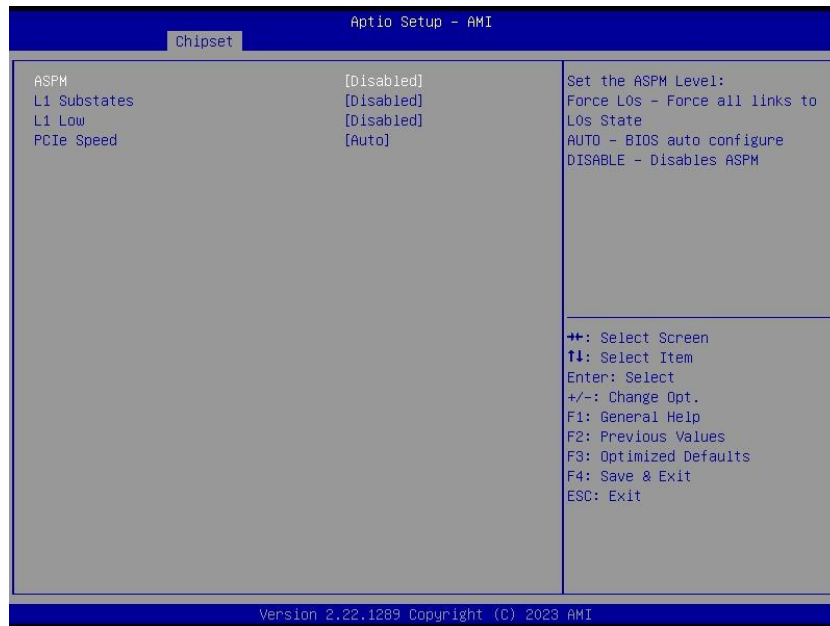 Aptio Setup - AMI
Chipset
ASPM [Disabled]
L1 Substates [Disabled]
L1 Low [Disabled]
PCIe Speed [Auto]
Set the ASPM Level:
Force L0s - Force all links to
L0s State
AUTO - BIOS auto configure
DISABLE - Disables ASPM
→←: Select Screen
↑↓: Select Item
Enter: Select
+/-: Change Opt.
F1: General Help
F2: Previous Values
F3: Optimized Defaults
F4: Save & Exit
ESC: Exit
Version 2.22.1289 Copyright (C) 2023 AMI